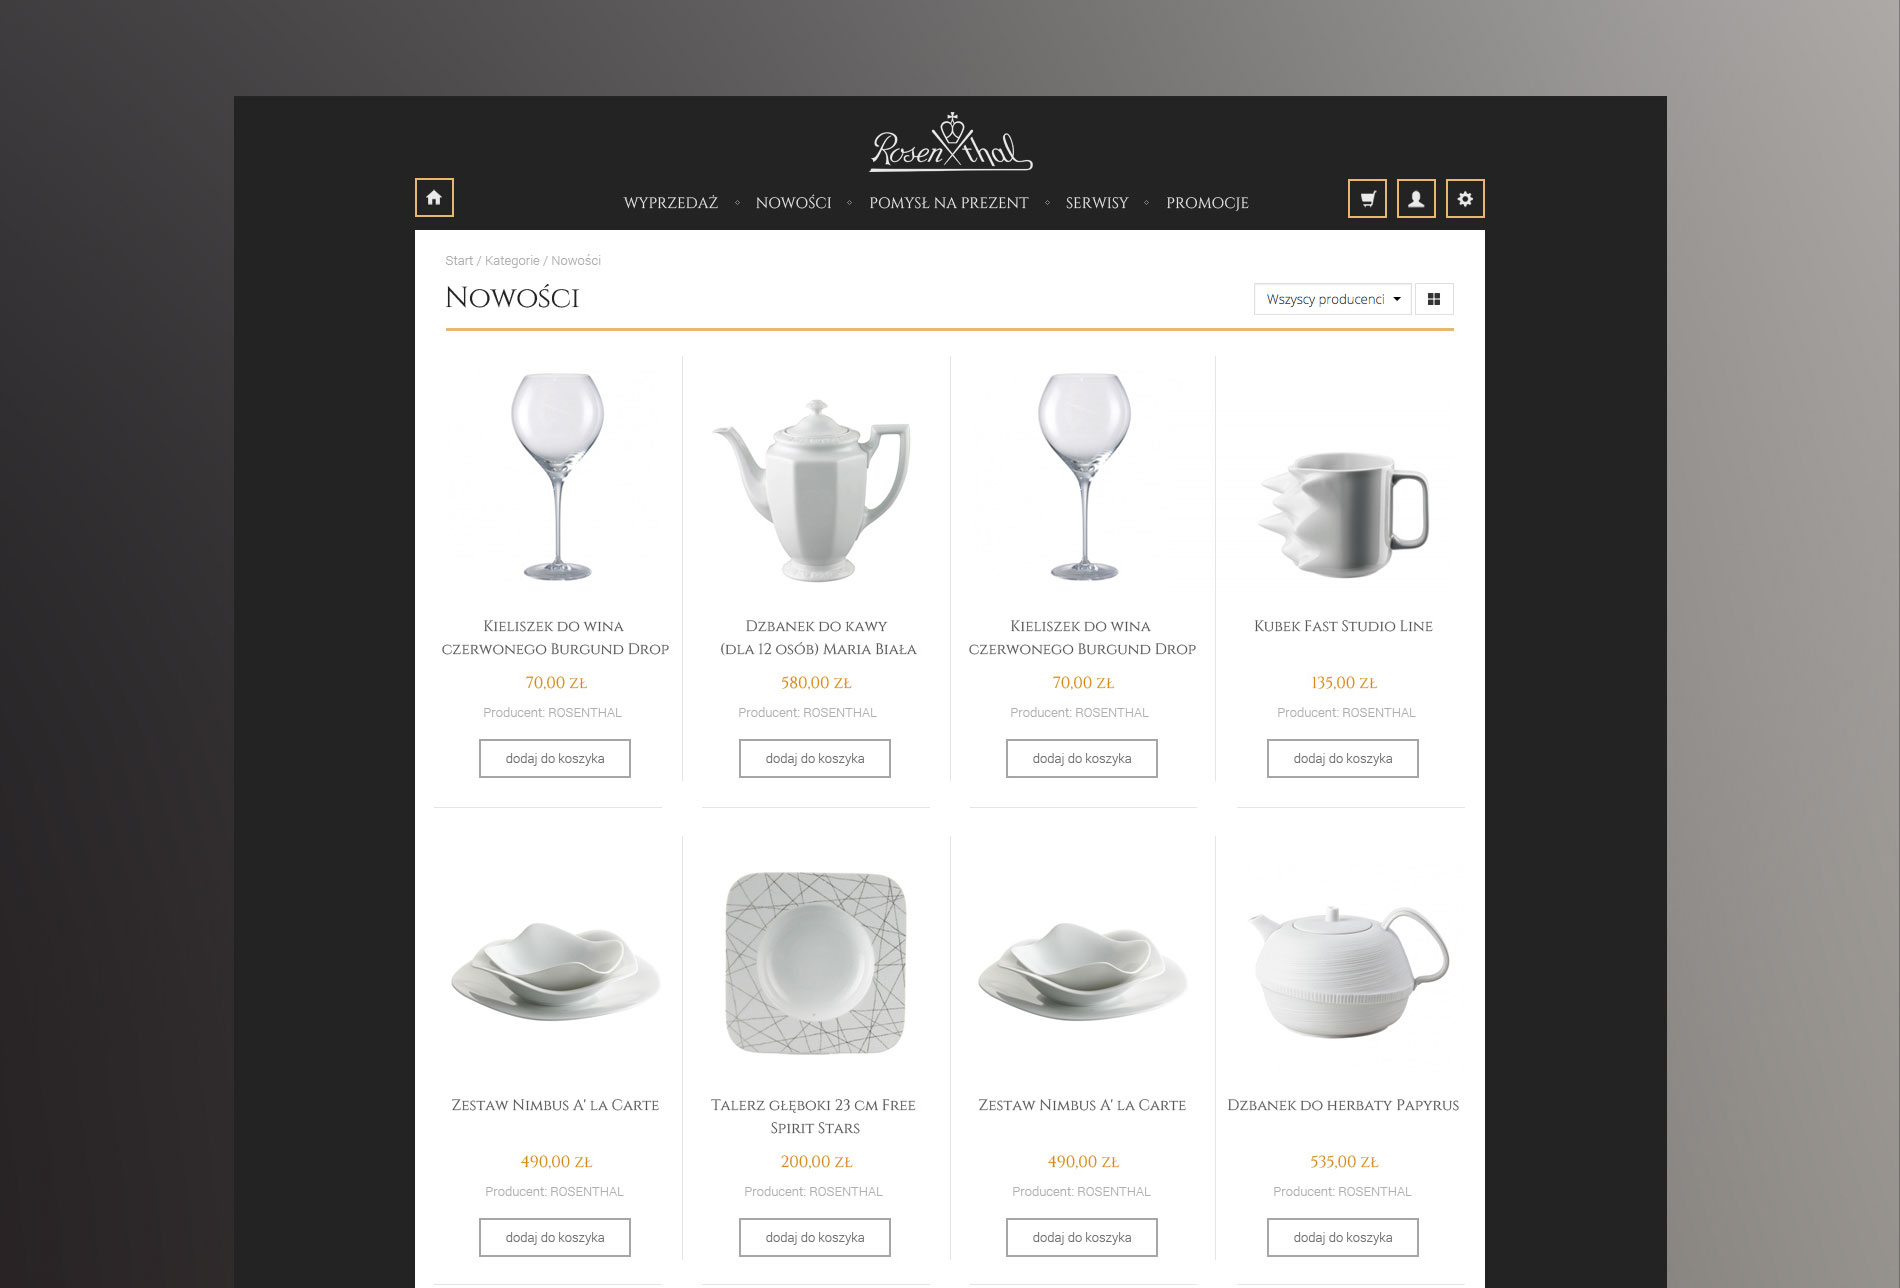 Rosenthal
WYPRZEDAŻ NOWOŚCI POMYSŁ NA PREZENT SERWISY PROMOCJE
Start / Kategorie / Nowości
Nowości
Wszyscy producenci
Kieliszek do wina
czerwonego Burgund Drop
70,00 zł
Producent: ROSENTHAL
dodaj do koszyka
Dzbanek do kawy
(dla 12 osób) Maria Biała
580,00 zł
Producent: ROSENTHAL
dodaj do koszyka
Kieliszek do wina
czerwonego Burgund Drop
70,00 zł
Producent: ROSENTHAL
dodaj do koszyka
Kubek Fast Studio Line
135,00 zł
Producent: ROSENTHAL
dodaj do koszyka
Zestaw Nimbus A' la Carte
490,00 zł
Producent: ROSENTHAL
dodaj do koszyka
Talerz głęboki 23 cm Free
Spirit Stars
200,00 zł
Producent: ROSENTHAL
dodaj do koszyka
Zestaw Nimbus A' la Carte
490,00 zł
Producent: ROSENTHAL
dodaj do koszyka
Dzbanek do herbaty Papyrus
535,00 zł
Producent: ROSENTHAL
dodaj do koszyka